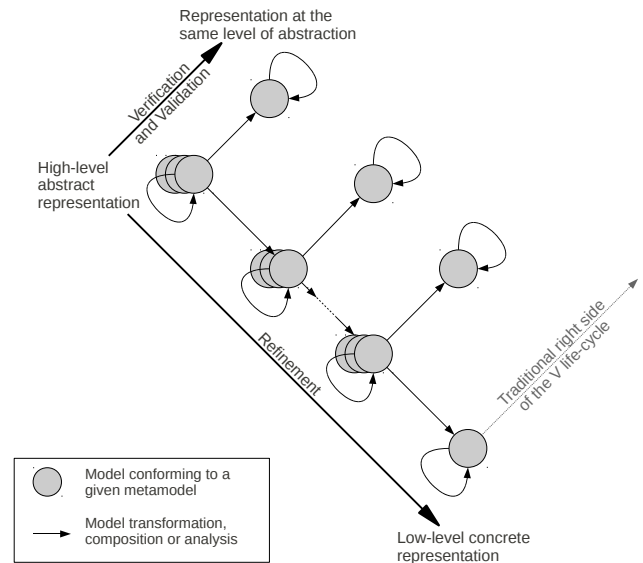 Representation at the
same level of abstraction
Verification
and Validation
High-level
abstract
representation
Refinement
Traditional right side
of the V life-cycle
Model conforming to a
given metamodel
Model transformation,
composition or analysis
Low-level concrete
representation